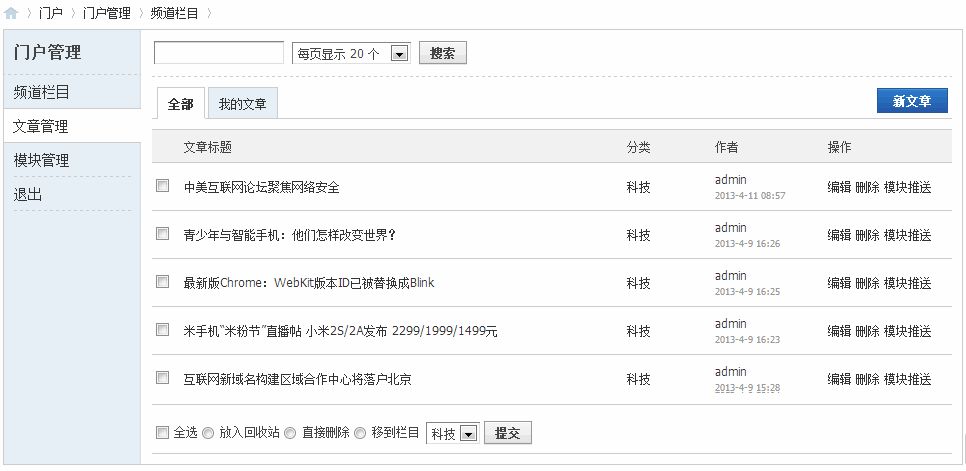 门户 〉 门户管理 〉 频道栏目 〉
门户管理
频道栏目
文章管理
模块管理
退出
每页显示 20 个 搜索
全部 我的文章 新文章
文章标题 分类 作者 操作
中美互联网论坛聚焦网络安全 科技 admin 编辑 删除 模块推送
2013-4-11 08:57
青少年与智能手机：他们怎样改变世界？ 科技 admin 编辑 删除 模块推送
2013-4-9 16:26
最新版Chrome：WebKit版本ID已被替换成Blink 科技 admin 编辑 删除 模块推送
2013-4-9 16:25
米手机“米粉节”直播帖 小米2S/2A发布 2299/1999/1499元 科技 admin 编辑 删除 模块推送
2013-4-9 16:23
互联网新域名构建区域合作中心将落户北京 科技 admin 编辑 删除 模块推送
2013-4-9 15:28
全选 放入回收站 直接删除 移到栏目 科技 提交